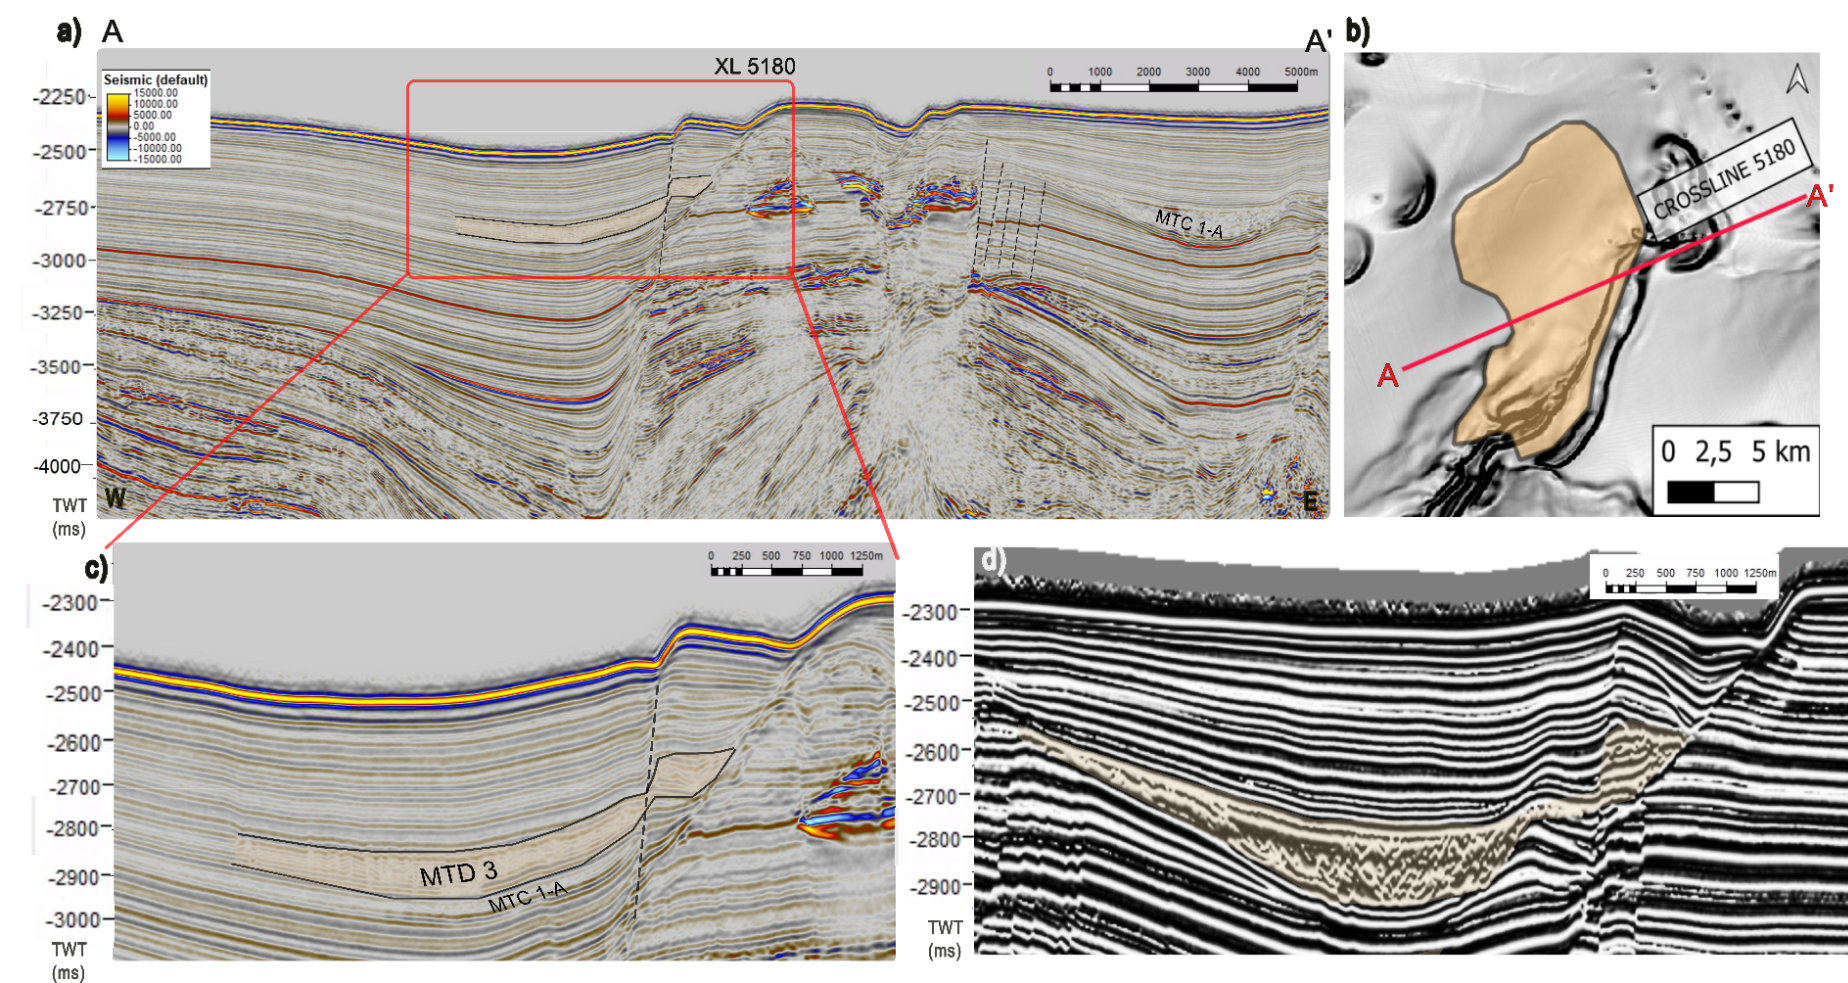 a) A
XL 5180
A'
b)
Seismic (default)
15000.00
10000.00
5000.00
0.00
-5000.00
-10000.00
-15000.00
0 1000 2000 3000 4000 5000m
-2250
-2500
-2750
-3000
-3250
-3500
-3750
-4000
TWT
(ms)
MTC 1-A
W
E
CROSSLINE 5180
A'
A
0 2,5 5 km
c)
0 250 500 750 1000 1250m
-2300
-2400
-2500
-2600
-2700
-2800
-2900
-3000
TWT
(ms)
MTD 3
MTC 1-A
d)
0 250 500 750 1000 1250m
-2300
-2400
-2500
-2600
-2700
-2800
-2900
TWT
(ms)